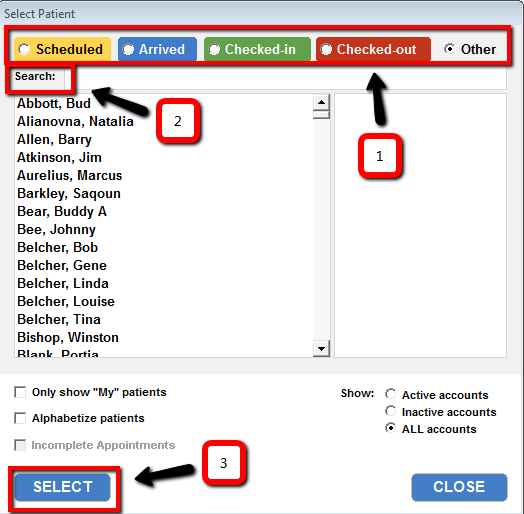 Select Patient
Scheduled Arrived Checked-in Checked-out Other
Search:
2
1
Abbott, Bud
Alianovna, Natalia
Allen, Barry
Atkinson, Jim
Aurelius, Marcus
Barkley, Saqoun
Bear, Buddy A
Bee, Johnny
Belcher, Bob
Belcher, Gene
Belcher, Linda
Belcher, Louise
Belcher, Tina
Bishop, Winston
Blank, Portia
Only show "My" patients
Alphabetize patients
Incomplete Appointments
Show:
Active accounts
Inactive accounts
ALL accounts
3
SELECT
CLOSE